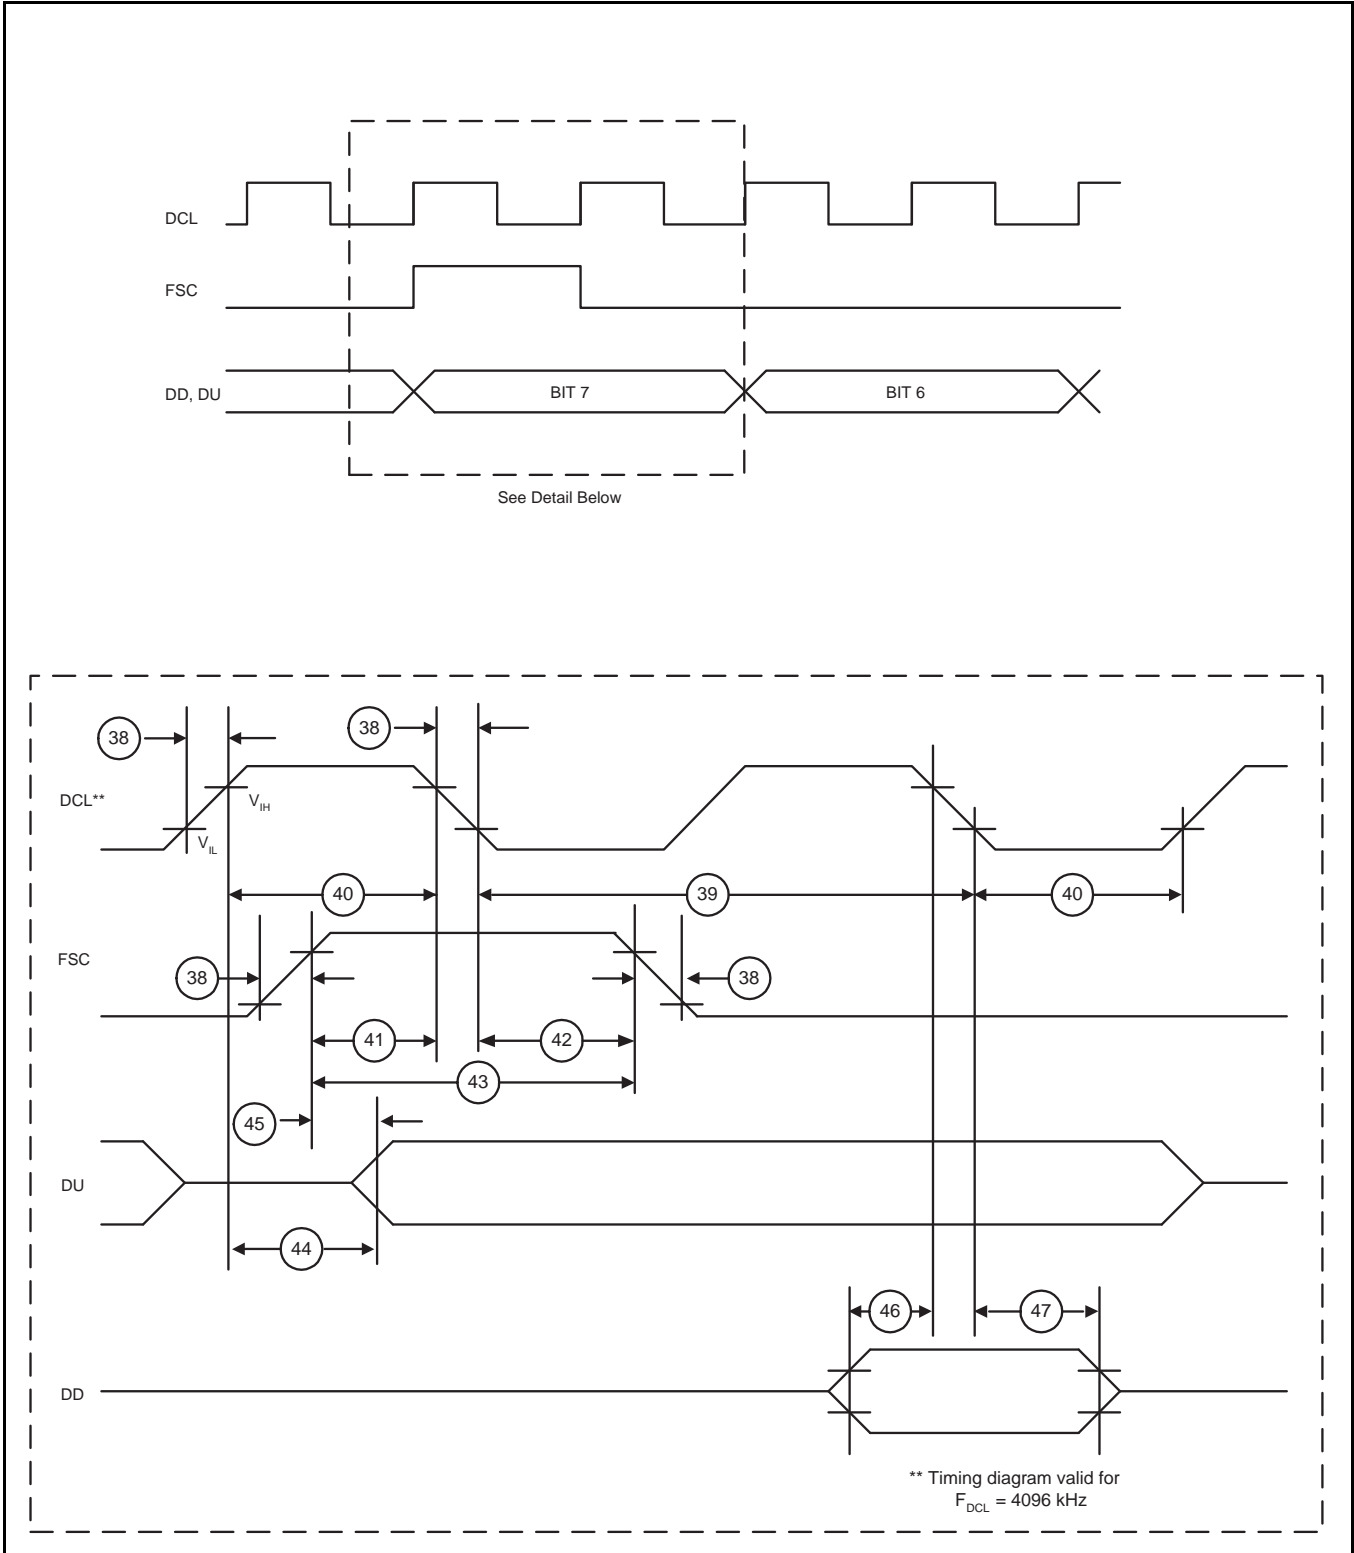 DCL
FSC
DD, DU
BIT 7
BIT 6
See Detail Below
38
38
DCL**
V_IH
V_IL
40
39
40
FSC
38
38
41
42
43
45
DU
44
46
47
DD
** Timing diagram valid for
F_DCL = 4096 kHz